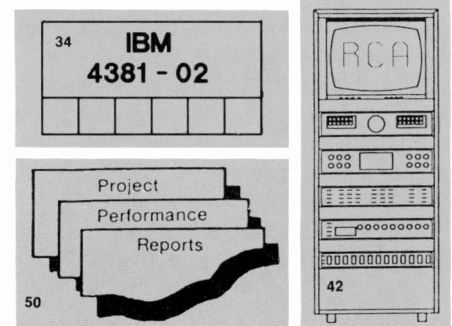 34
IBM
4381-02
RCA
Project
Performance
Reports
50
42